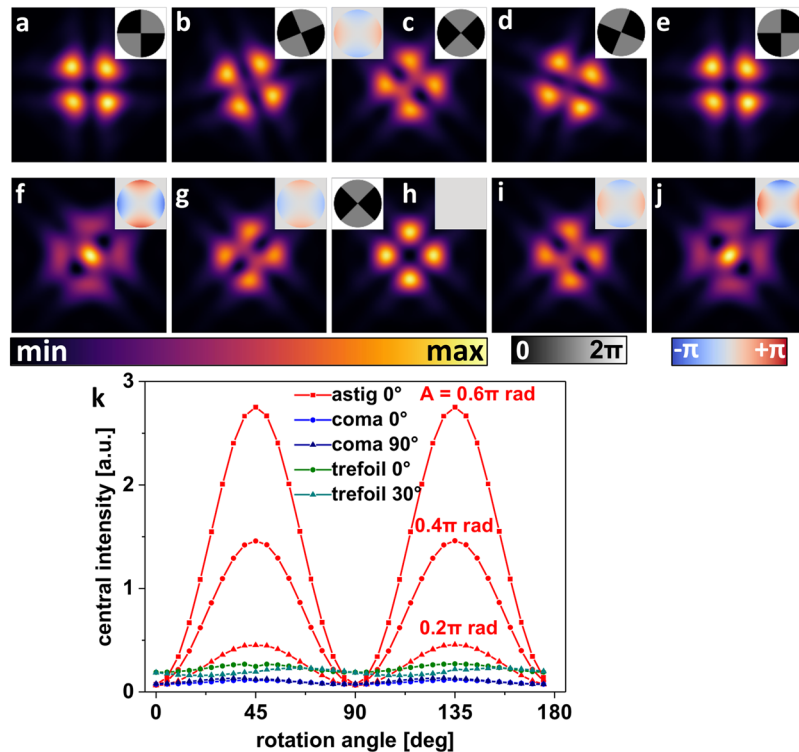 a b c d e
f g h i j
min max 0 2π -π +π
k
3
2
1
0
central intensity [a.u.]
astig 0°
coma 0°
coma 90°
trefoil 0°
trefoil 30°
A = 0.6π rad
0.4π rad
0.2π rad
0 45 90 135 180
rotation angle [deg]